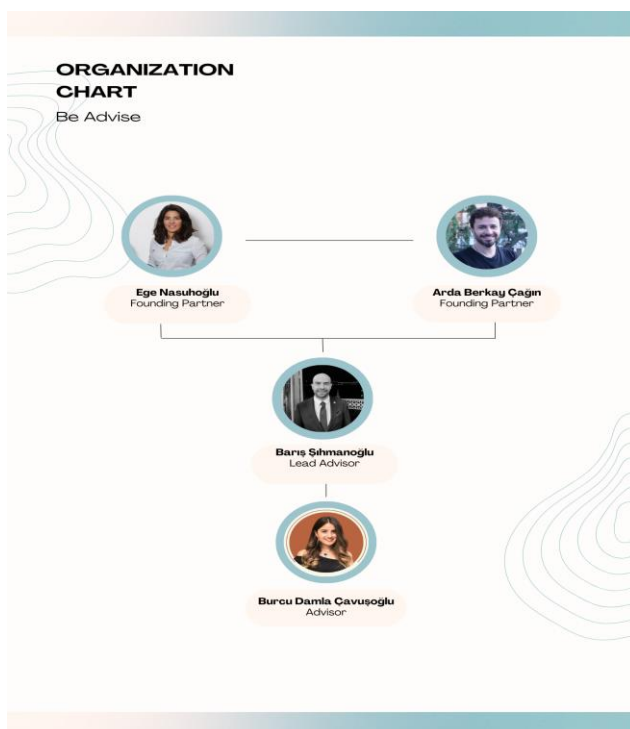 ORGANIZATION
CHART
Be Advise
Ege Nasuhoğlu
Founding Partner
Arda Berkay Çağın
Founding Partner
Barış Şıhmanoğlu
Lead Advisor
Burcu Damla Çavuşoğlu
Advisor